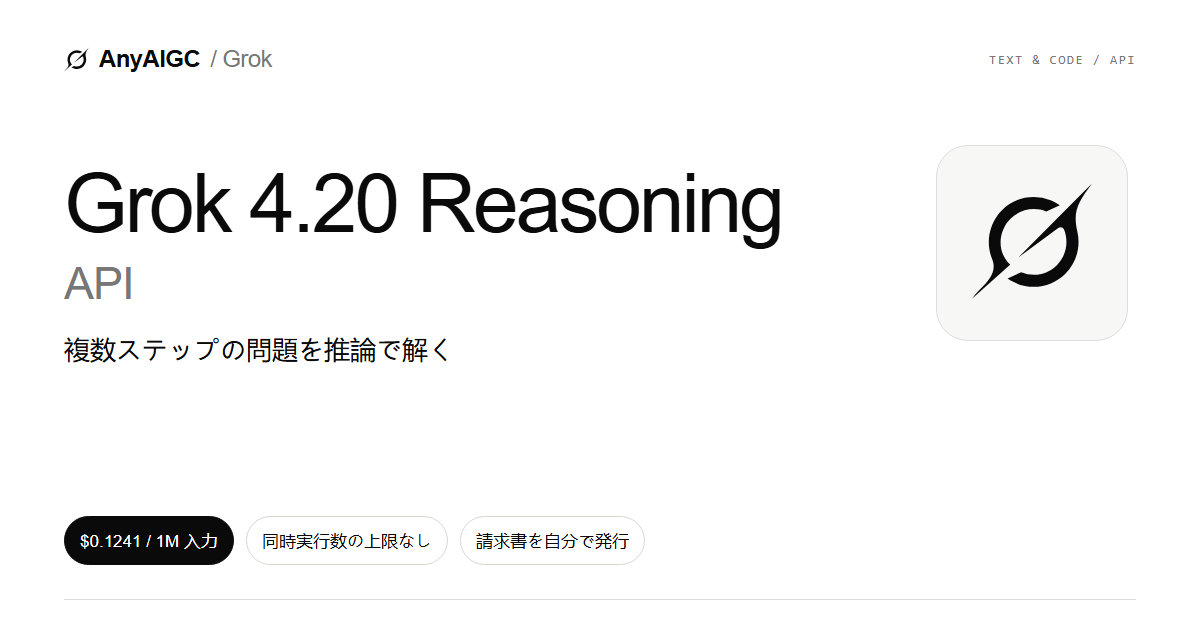 AnyAIGC / Grok
TEXT & CODE / API
Grok 4.20 Reasoning
API
複数ステップの問題を推論で解く
$0.1241 / 1M 入力
同時実行数の上限なし
請求書を自分で発行